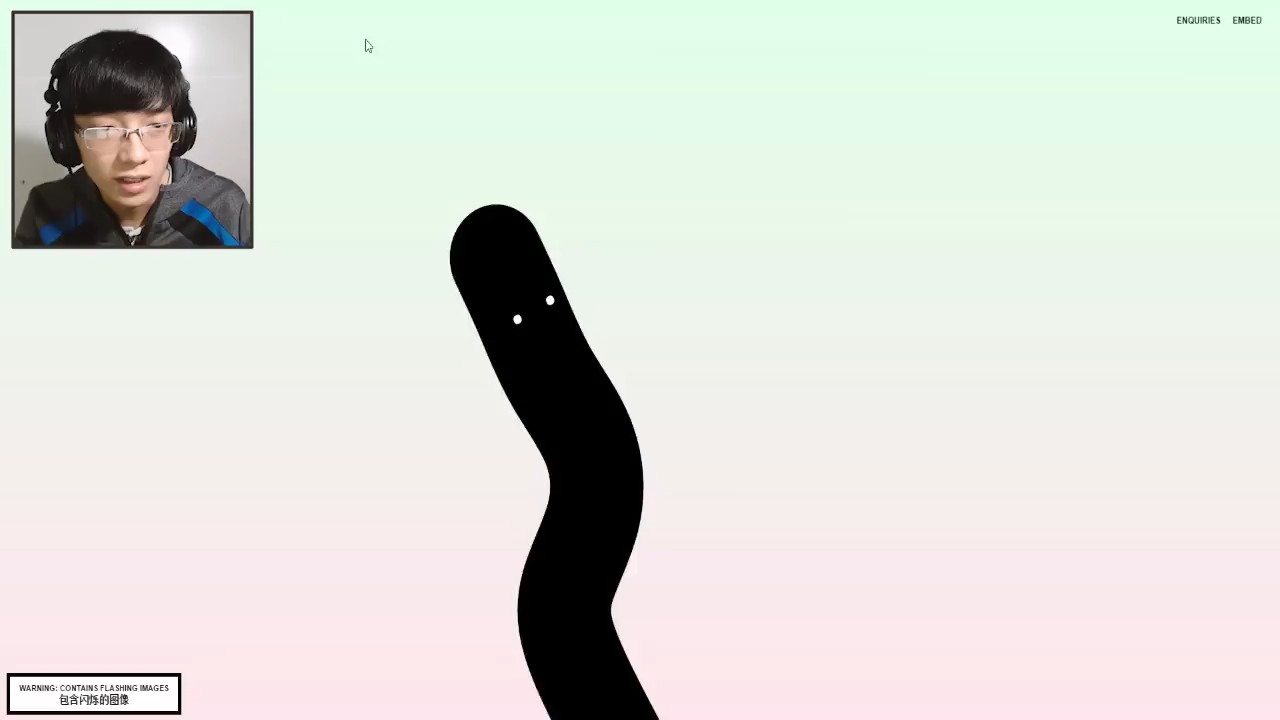 ENQUIRIES EMBED
WARNING: CONTAINS FLASHING IMAGES
包含闪烁的图像